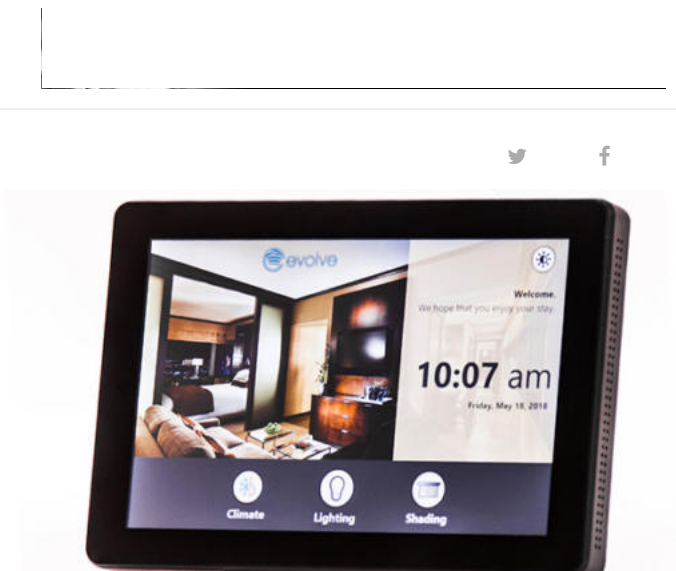 evolve
Welcome.
We hope that you enjoy your stay.
10:07 am
Friday, May 18, 2018
Climate
Lighting
Shading